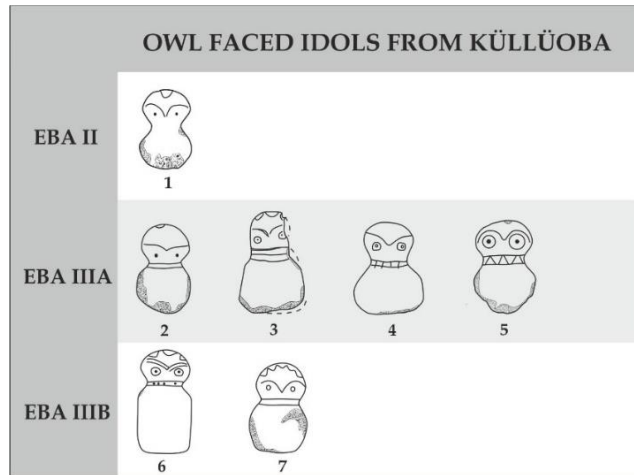 OWL FACED IDOLS FROM KÜLLÜOBA
EBA II
1
EBA IIIA
2 3 4 5
EBA IIIB
6 7